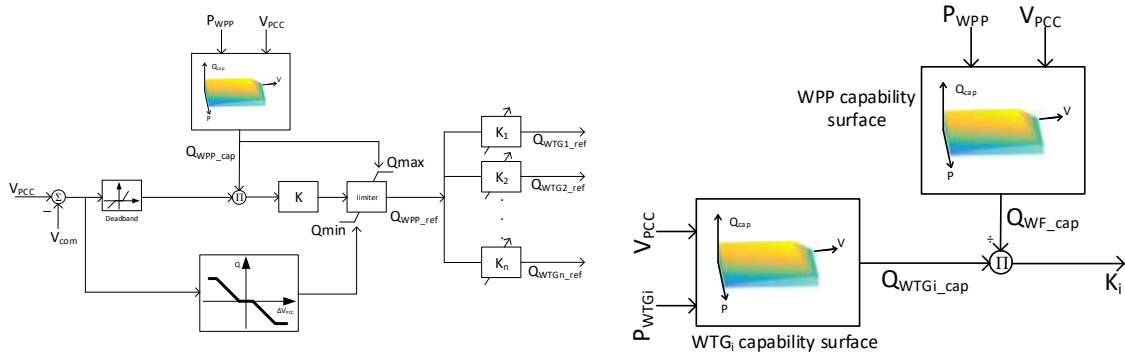 P_WPP
V_PCC
Q_cap
V
P
Q_WPP_cap
Qmax
V_PCC
Σ
−
V_com
Deadband
Π
K
limiter
Qmin
Q_WPP_ref
K_1
Q_WTG1_ref
K_2
Q_WTG2_ref
.
.
.
K_n
Q_WTGn_ref
Q
ΔV_PCC
P_WPP
V_PCC
WPP capability
surface
Q_cap
V
P
Q_WF_cap
÷
Π
K_i
V_PCC
P_WTGi
Q_cap
V
P
Q_WTGi_cap
WTG_i capability surface